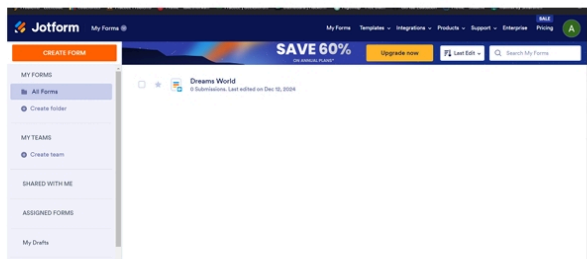 Jotform
My Forms
My Forms
Templates
Integrations
Products
Support
Enterprise
SALE
Pricing
A
CREATE FORM
SAVE 60%
ON ANNUAL PLANS*
Upgrade now
Last Edit
Search My Forms
MY FORMS
All Forms
Create folder
Dreams World
0 Submissions. Last edited on Dec 12, 2024
MY TEAMS
Create team
SHARED WITH ME
ASSIGNED FORMS
My Drafts